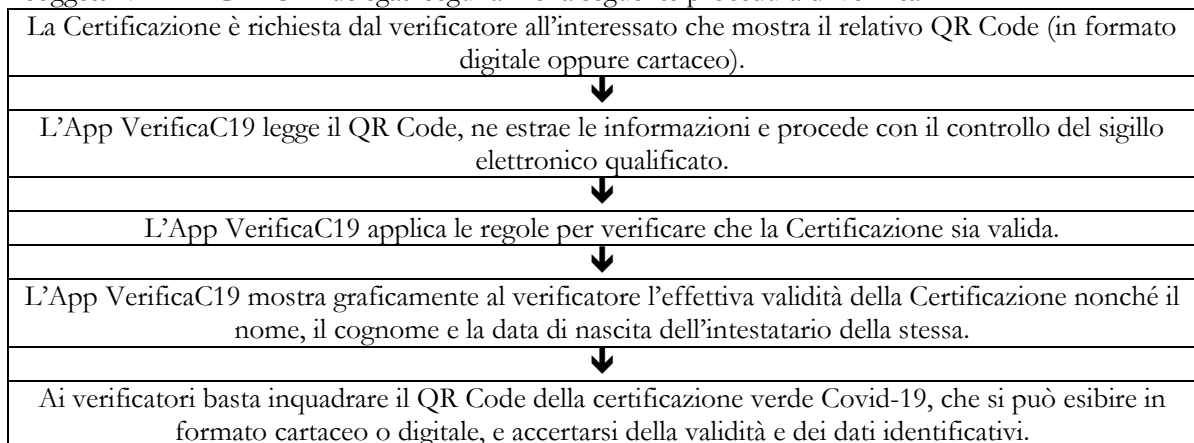 La Certificazione è richiesta dal verificatore all’interessato che mostra il relativo QR Code (in formato
digitale oppure cartaceo).
🡻
L’App VerificaC19 legge il QR Code, ne estrae le informazioni e procede con il controllo del sigillo
elettronico qualificato.
🡻
L’App VerificaC19 applica le regole per verificare che la Certificazione sia valida.
🡻
L’App VerificaC19 mostra graficamente al verificatore l’effettiva validità della Certificazione nonché il
nome, il cognome e la data di nascita dell’intestatario della stessa.
🡻
Ai verificatori basta inquadrare il QR Code della certificazione verde Covid-19, che si può esibire in
formato cartaceo o digitale, e accertarsi della validità e dei dati identificativi.